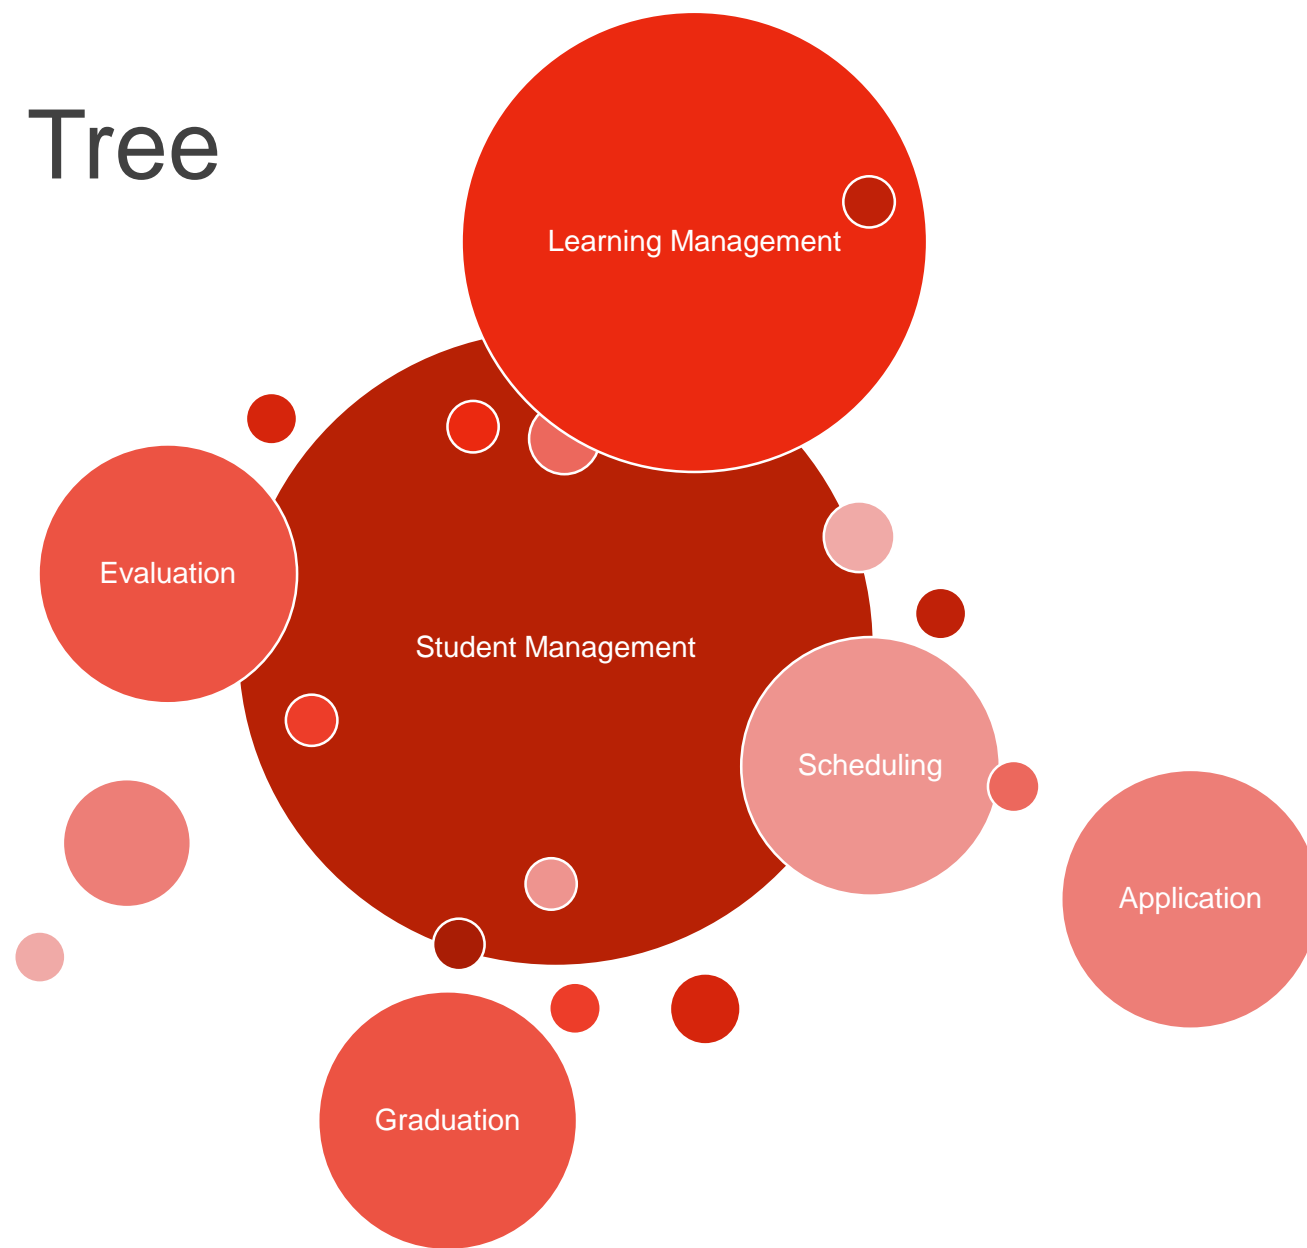 Tree
Learning Management
Evaluation
Student Management
Scheduling
Application
Graduation